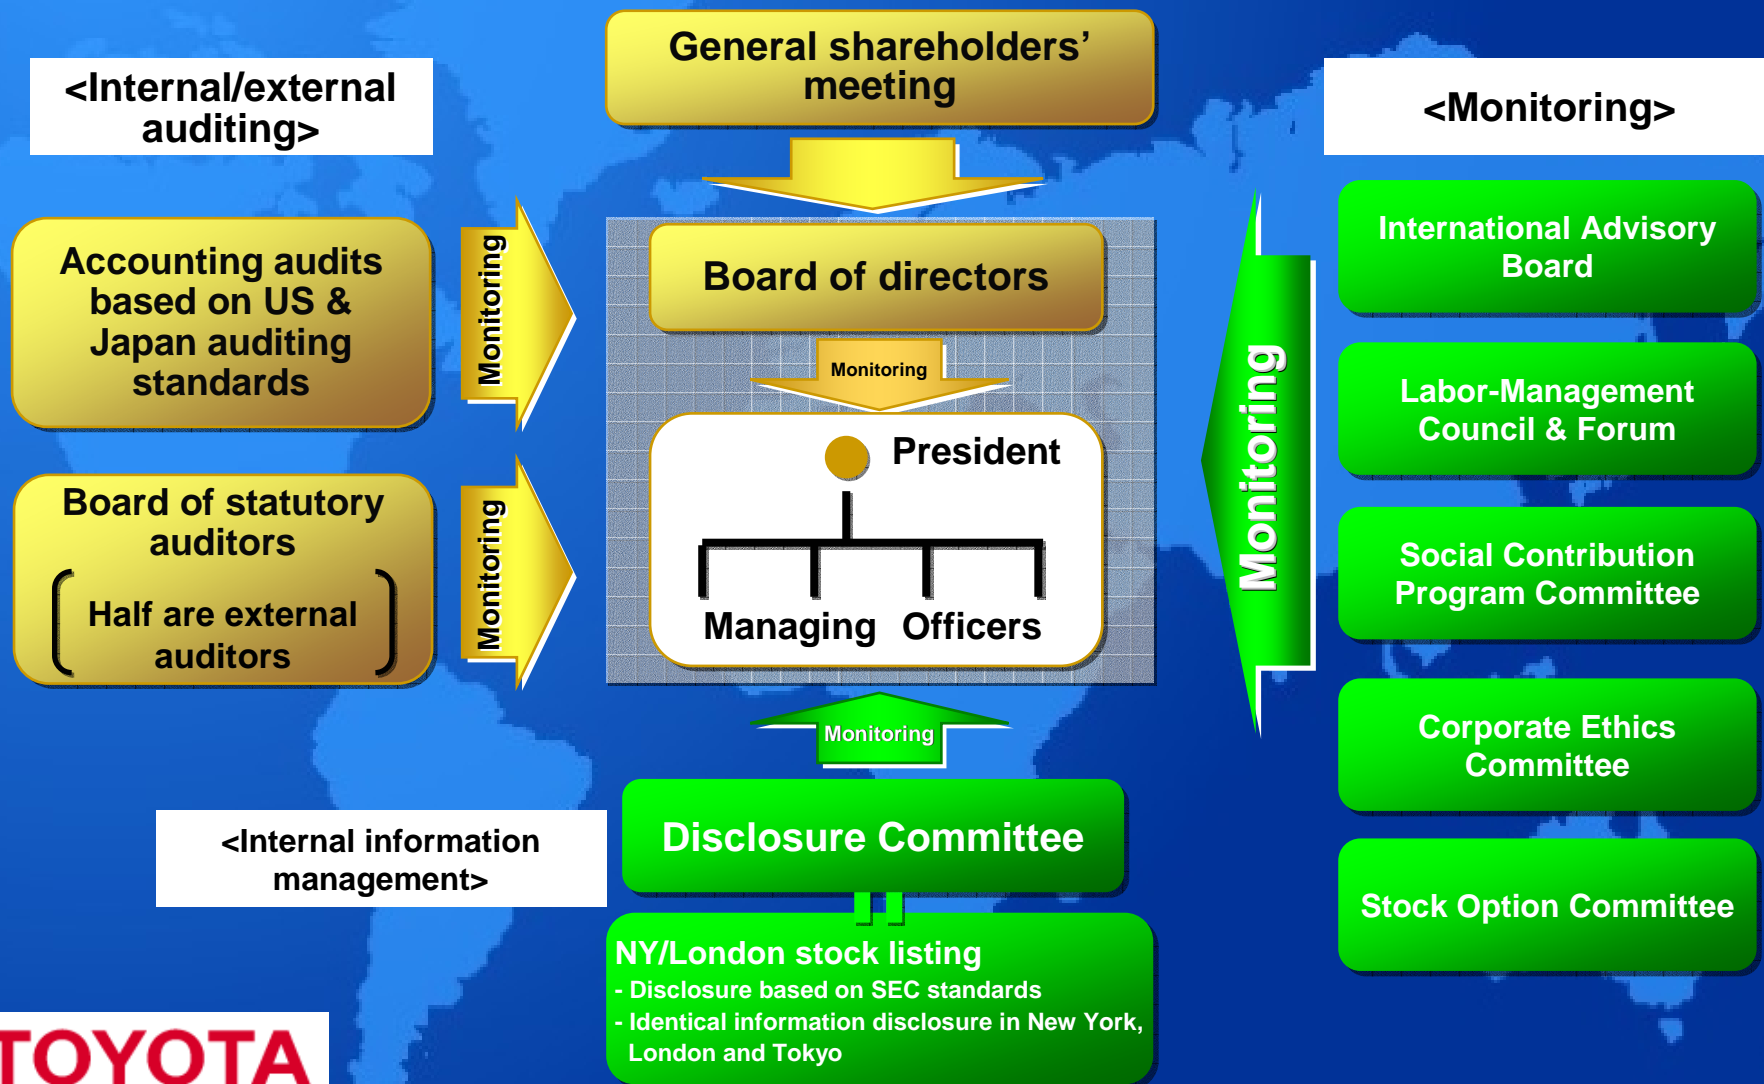 General shareholders’
meeting
<Internal/external
auditing>
<Monitoring>
Accounting audits
based on US &
Japan auditing
standards
Monitoring
Board of statutory
auditors
Half are external
auditors
Monitoring
Board of directors
Monitoring
President
Managing Officers
Monitoring
International Advisory
Board
Labor-Management
Council & Forum
Social Contribution
Program Committee
Corporate Ethics
Committee
Stock Option Committee
Monitoring
<Internal information
management>
Disclosure Committee
NY/London stock listing
- Disclosure based on SEC standards
- Identical information disclosure in New York,
London and Tokyo
TOYOTA